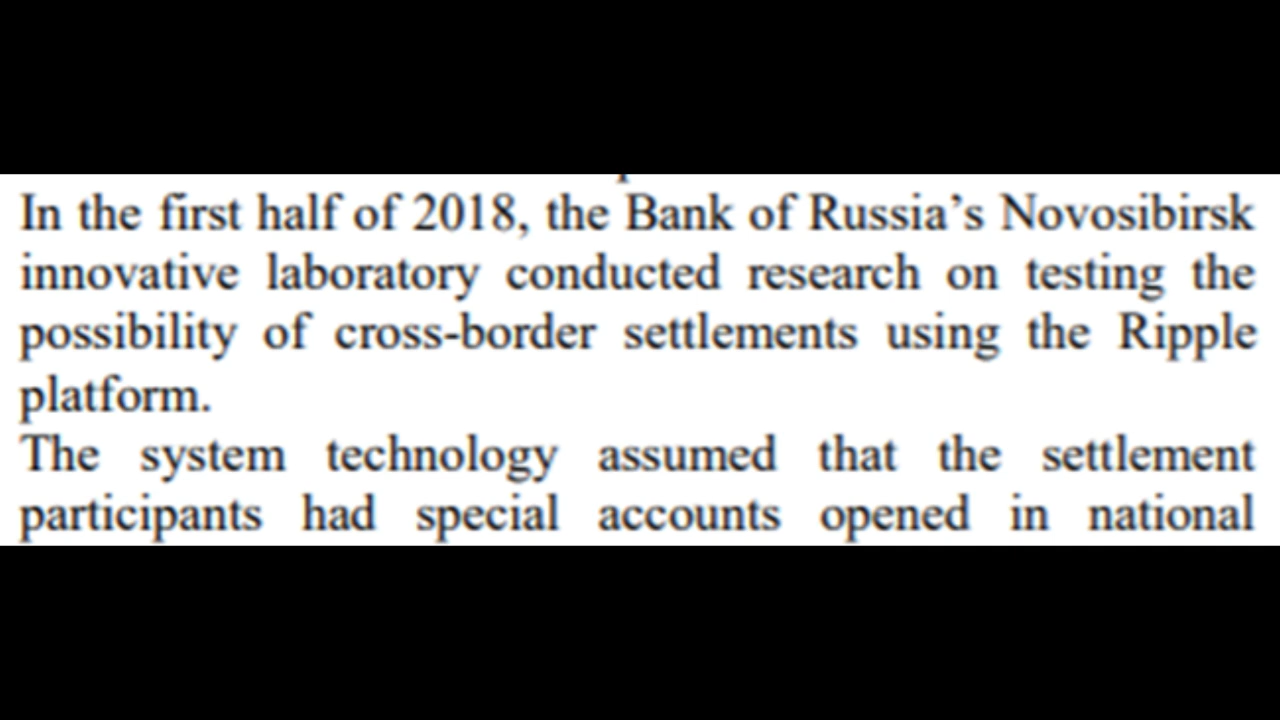 In the first half of 2018, the Bank of Russia’s Novosibirsk
innovative laboratory conducted research on testing the
possibility of cross-border settlements using the Ripple
platform.
The system technology assumed that the settlement
participants had special accounts opened in national